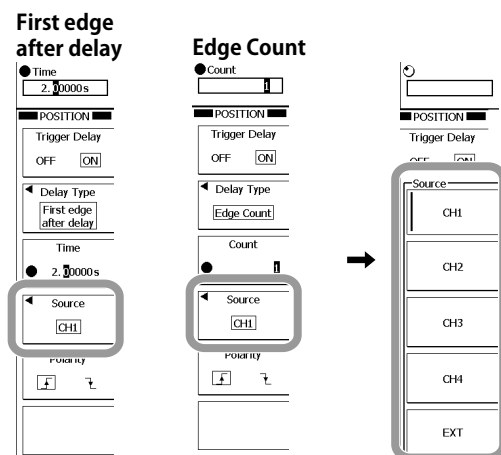 First edge
after delay
Time
2.00000s
POSITION
Trigger Delay
OFF ON
Delay Type
First edge
after delay
Time
2.00000s
Source
CH1
Polarity
Edge Count
Count
1
POSITION
Trigger Delay
OFF ON
Delay Type
Edge Count
Count
1
Source
CH1
Polarity
POSITION
Trigger Delay
OFF ON
Source
CH1
CH2
CH3
CH4
EXT